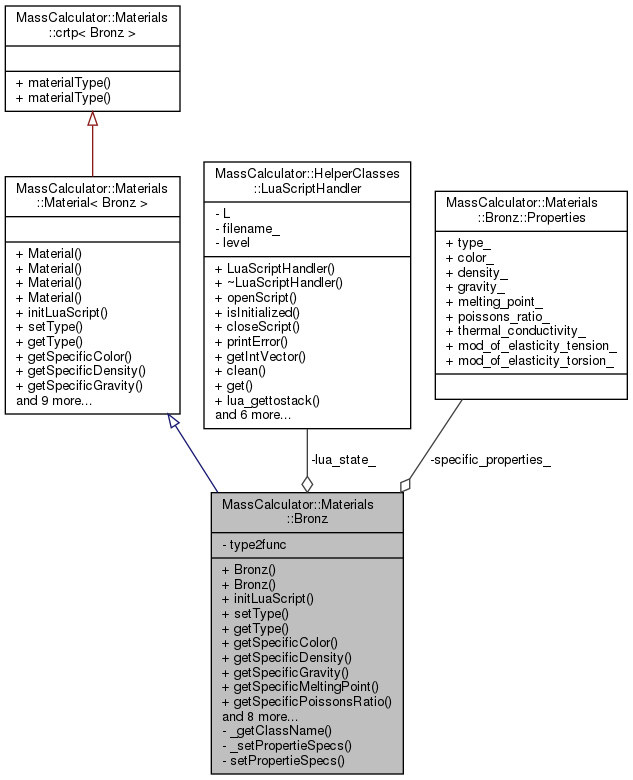 MassCalculator::Materials
::crtp< Bronz >
+ materialType()
+ materialType()
MassCalculator::Materials
::Material< Bronz >
+ Material()
+ Material()
+ Material()
+ Material()
+ initLuaScript()
+ setType()
+ getType()
+ getSpecificColor()
+ getSpecificDensity()
+ getSpecificGravity()
and 9 more...
MassCalculator::HelperClasses
::LuaScriptHandler
- L
- filename_
- level
+ LuaScriptHandler()
+ ~LuaScriptHandler()
+ openScript()
+ isInitialized()
+ closeScript()
+ printError()
+ getIntVector()
+ clean()
+ get()
+ lua_gettostack()
and 6 more...
MassCalculator::Materials
::Bronz::Properties
+ type_
+ color_
+ density_
+ gravity_
+ melting_point_
+ poissons_ratio_
+ thermal_conductivity_
+ mod_of_elasticity_tension_
+ mod_of_elasticity_torsion_
-lua_state_
-specific_properties_
MassCalculator::Materials
::Bronz
- type2func
+ Bronz()
+ Bronz()
+ initLuaScript()
+ setType()
+ getType()
+ getSpecificColor()
+ getSpecificDensity()
+ getSpecificGravity()
+ getSpecificMeltingPoint()
+ getSpecificPoissonsRatio()
and 8 more...
- _getClassName()
- _setPropertieSpecs()
- setPropertieSpecs()